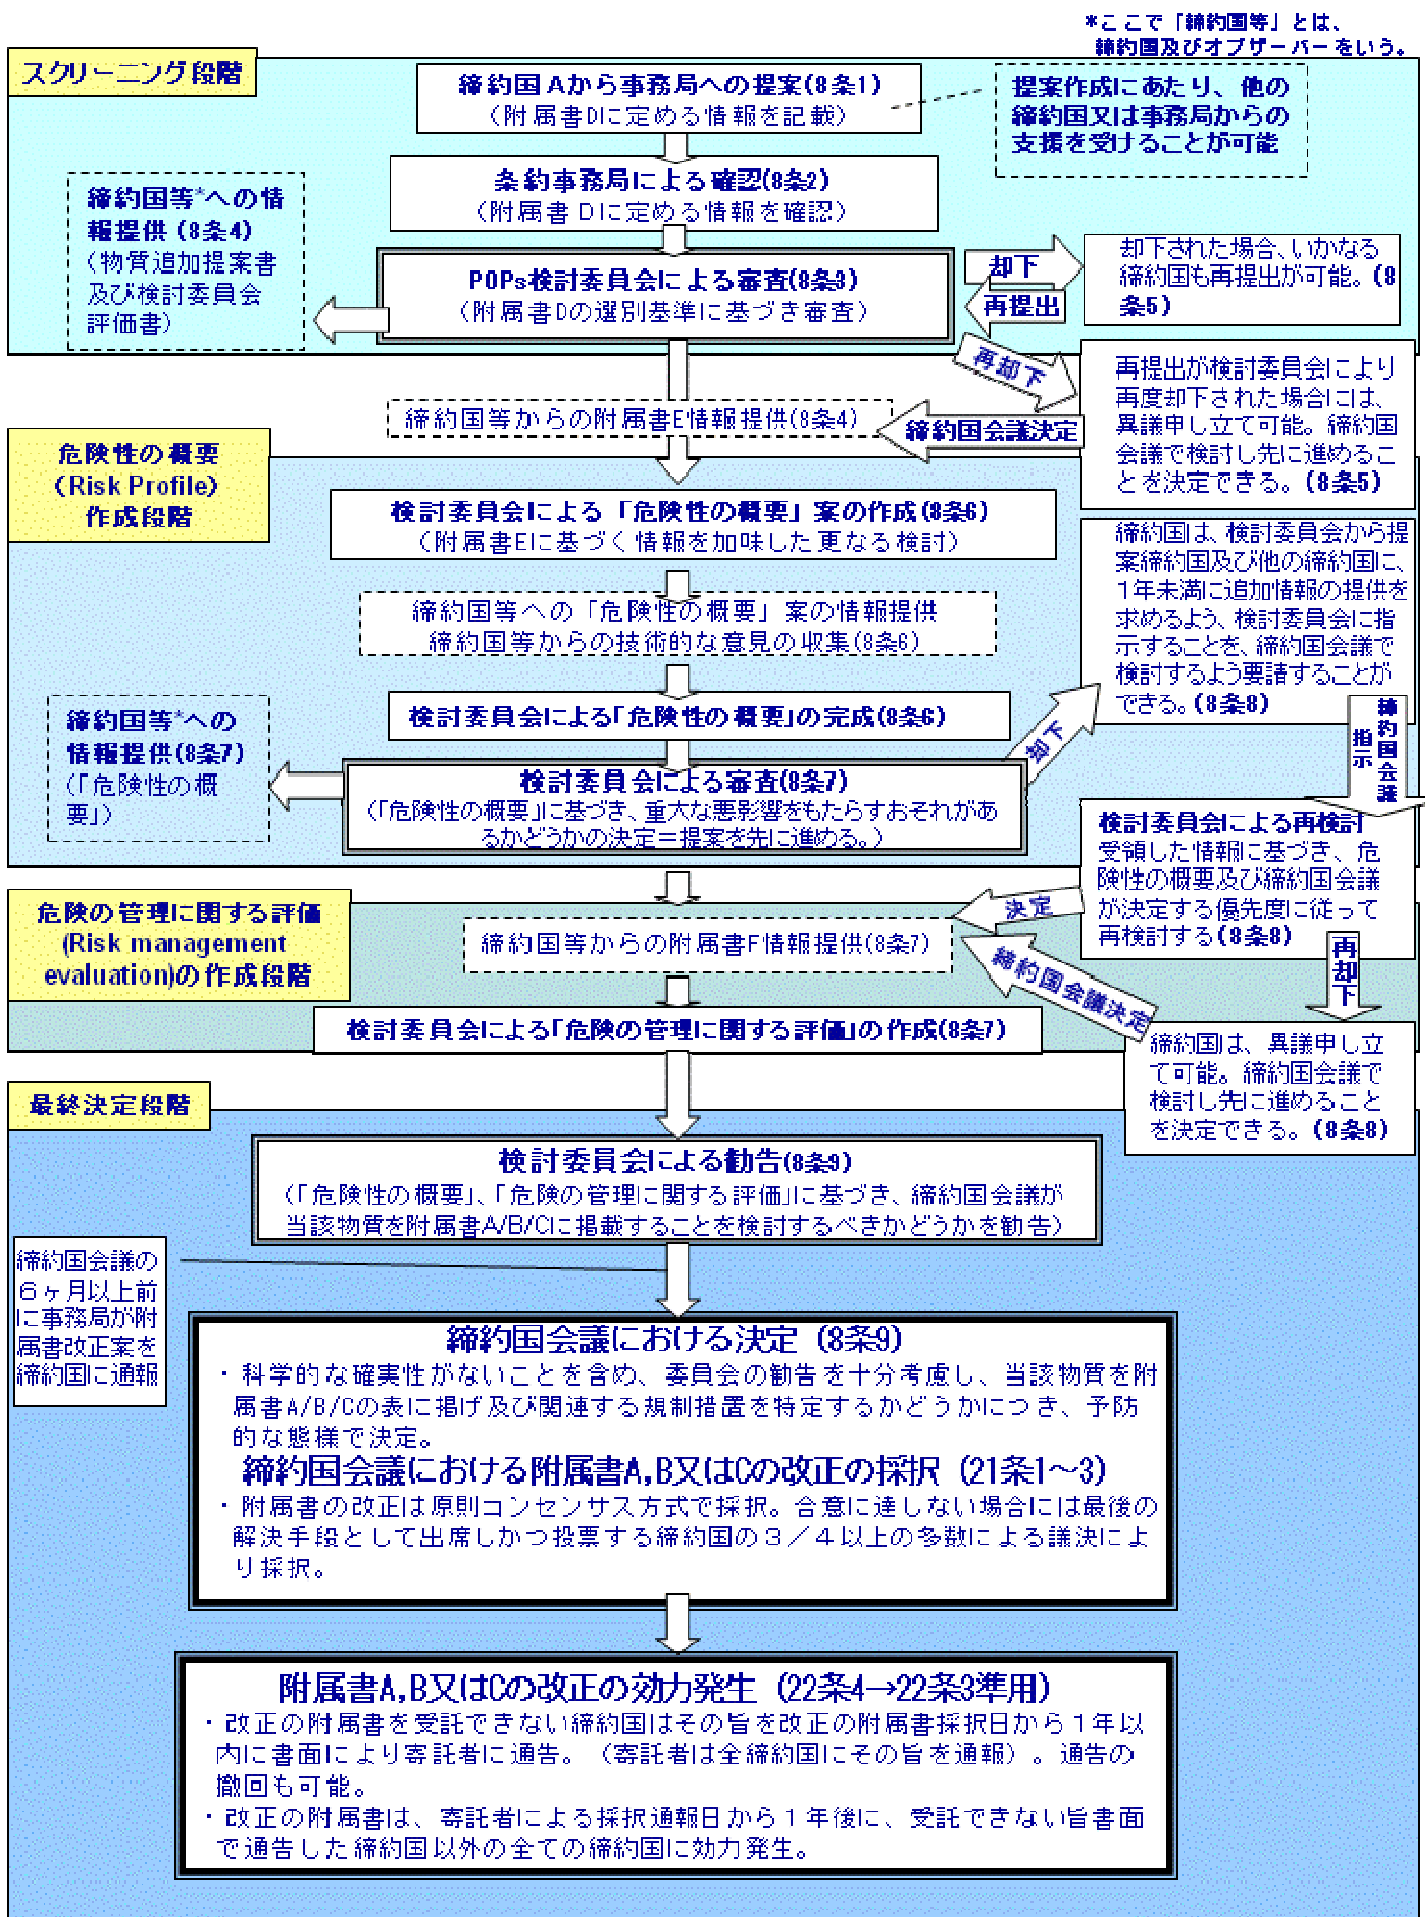 *ここで「締約国等」とは、
締約国及びオブザーバーをいう。
スクリーニング段階
締約国Aから事務局への提案(8条1)
（附属書Dに定める情報を記載）
提案作成にあたり、他の
締約国又は事務局からの
支援を受けることが可能
条約事務局による確認(8条2)
（附属書Dに定める情報を確認）
締約国等*への情
報提供(8条4)
（物質追加提案書
及び検討委員会
評価書）
POPs検討委員会による審査(8条3)
（附属書Dの選別基準に基づき審査）
却下
再提出
却下された場合、いかなる
締約国も再提出が可能。(8
条5)
再却下
再提出が検討委員会により
再度却下された場合には、
異議申し立て可能。締約国
会議で検討し先に進めるこ
とを決定できる。(8条5)
締約国等からの附属書E情報提供(8条4)
締約国会議決定
危険性の概要
（Risk Profile）
作成段階
検討委員会による「危険性の概要」案の作成(8条6)
（附属書Eに基づく情報を加味した更なる検討）
締約国は、検討委員会から提
案締約国及び他の締約国に、
1年未満に追加情報の提供を
求めるよう、検討委員会に指
示することを、締約国会議で
検討するよう要請することが
できる。(8条8)
締約国等への「危険性の概要」案の情報提供
締約国等からの技術的な意見の収集(8条6)
検討委員会による「危険性の概要」の完成(8条6)
締約国等*への
情報提供(8条7)
（「危険性の概
要」）
却下
締約国会議
指示
検討委員会による審査(8条7)
（「危険性の概要」に基づき、重大な悪影響をもたらすおそれがあ
るかどうかの決定＝提案を先に進める。）
検討委員会による再検討
受領した情報に基づき、危
険性の概要及び締約国会議
が決定する優先度に従って
再検討する(8条8)
危険の管理に関する評価
(Risk management
evaluation)の作成段階
決定
締約国等からの附属書F情報提供(8条7)
締約国会議決定
再却下
検討委員会による「危険の管理に関する評価」の作成(8条7)
締約国は、異議申し立
て可能。締約国会議で
検討し先に進めること
を決定できる。(8条8)
最終決定段階
検討委員会による勧告(8条9)
（「危険性の概要」、「危険の管理に関する評価」に基づき、締約国会議が
当該物質を附属書A/B/Cに掲載することを検討するべきかどうかを勧告）
締約国会議の
6ヶ月以上前
に事務局が附
属書改正案を
締約国に通報
締約国会議における決定（8条9）
・科学的な確実性がないことを含め、委員会の勧告を十分考慮し、当該物質を附
属書A/B/Cの表に掲げ及び関連する規制措置を特定するかどうかにつき、予防
的な態様で決定。
締約国会議における附属書A,B又はCの改正の採択（21条1～3）
・附属書の改正は原則コンセンサス方式で採択。合意に達しない場合には最後の
解決手段として出席しかつ投票する締約国の３／４以上の多数による議決によ
り採択。
附属書A,B又はCの改正の効力発生（22条4→22条3準用）
・改正の附属書を受託できない締約国はその旨を改正の附属書採択日から１年以
内に書面により寄託者に通告。（寄託者は全締約国にその旨を通報）。通告の
撤回も可能。
・改正の附属書は、寄託者による採択通報日から１年後に、受託できない旨書面
で通告した締約国以外の全ての締約国に効力発生。